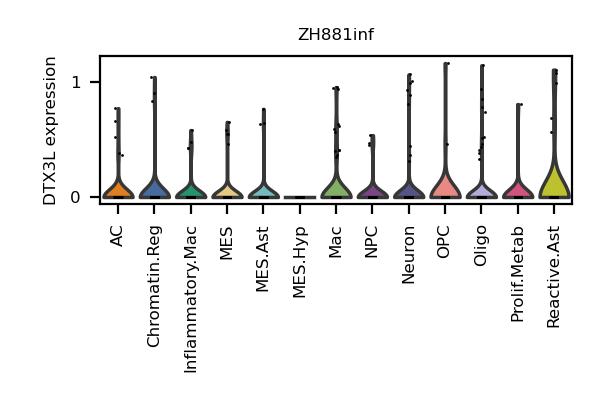 ZH881inf
DTX3L expression
1
0
AC
Chromatin.Reg
Inflammatory.Mac
MES
MES.Ast
MES.Hyp
Mac
NPC
Neuron
OPC
Oligo
Prolif.Metab
Reactive.Ast